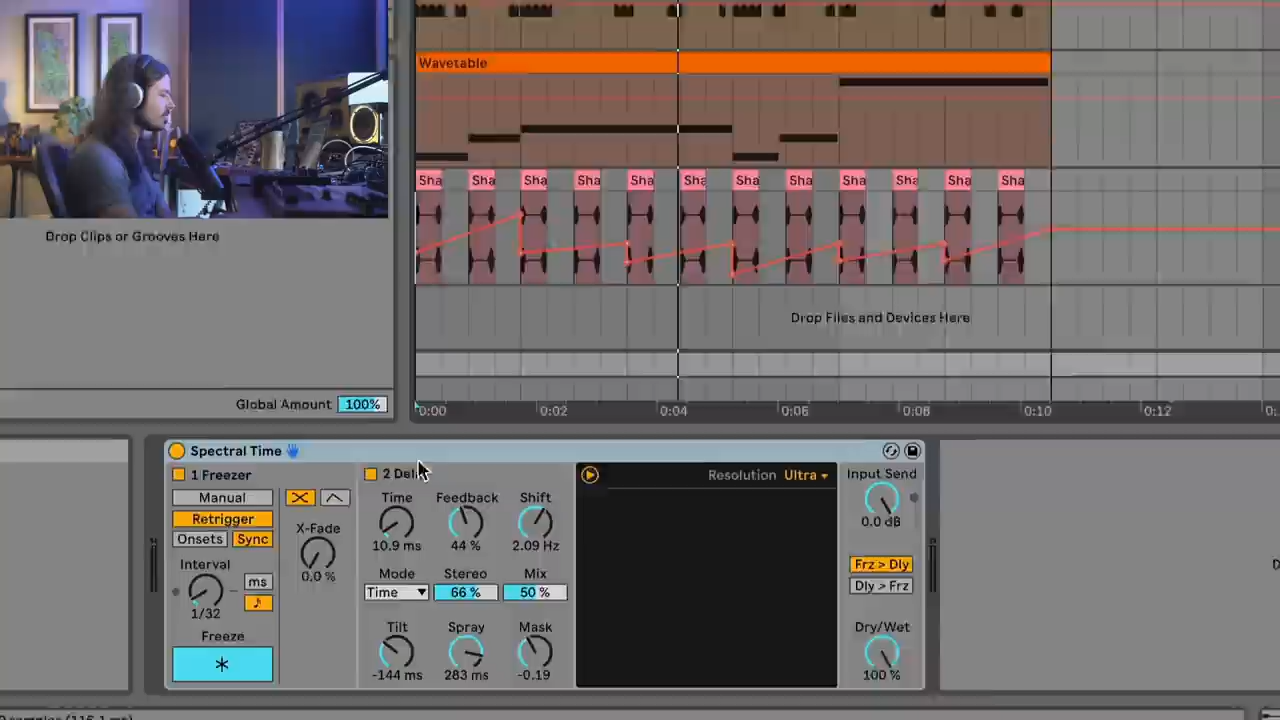 Wavetable
Sha Sha Sha Sha Sha Sha Sha Sha Sha Sha Sha Sha
Drop Clips or Grooves Here
Drop Files and Devices Here
Global Amount 100%
0:00 0:02 0:04 0:06 0:08 0:10 0:12 0:
Spectral Time
1 Freezer
Manual
Retrigger
Onsets Sync
Interval
ms
1/32
Freeze
X-Fade
0.0 %
2 Del
Time Feedback Shift
10.9 ms 44 % 2.09 Hz
Mode Stereo Mix
Time 66 % 50 %
Tilt Spray Mask
-144 ms 283 ms -0.19
Resolution Ultra
Input Send
0.0 dB
Frz > Dly
Dly > Frz
Dry/Wet
100 %